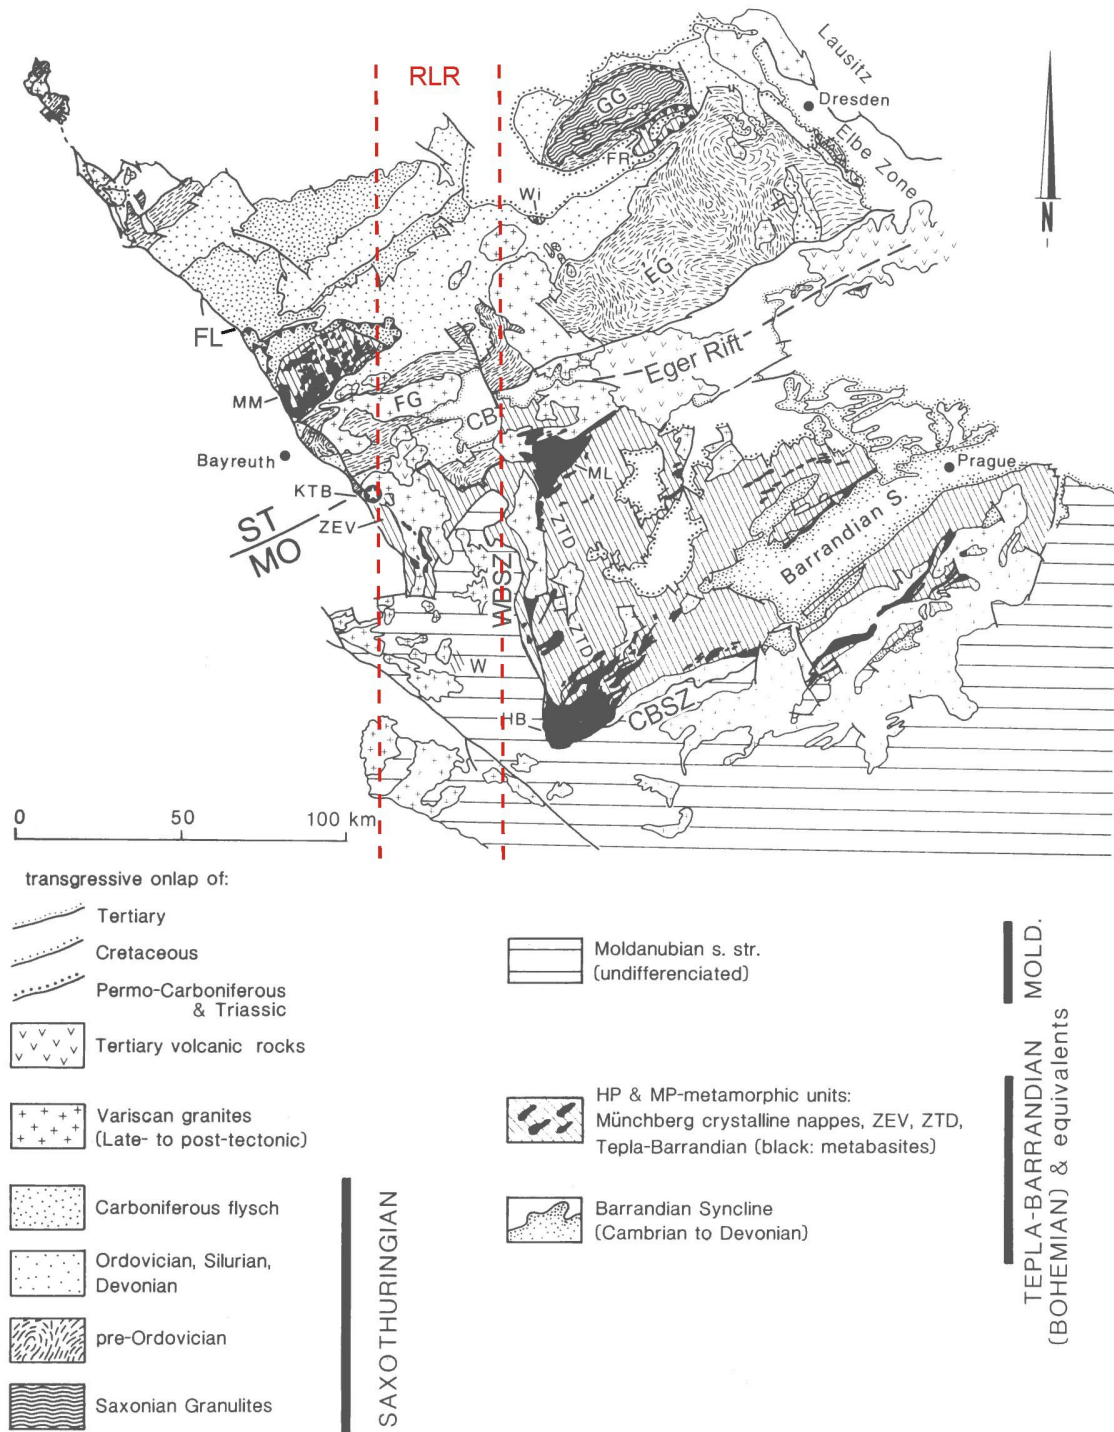 RLR
Lausitz
GG
Dresden
FR
Elbe Zone
Wi
N
EG
FL
Eger Rift
MM
FG
CB
Bayreuth
ML
Prague
KTB
ZEV
ST
MO
ZTD
Barrandian S
WBSZ
ZTD
W
HB
CBSZ
0 50 100 km
transgressive onlap of:
Tertiary
Cretaceous
Permo-Carboniferous
& Triassic
Tertiary volcanic rocks
Variscan granites
(Late- to post-tectonic)
Carboniferous flysch
Ordovician, Silurian,
Devonian
pre-Ordovician
Saxonian Granulites
SAXOTHURINGIAN
Moldanubian s. str.
(undifferenciated)
HP & MP-metamorphic units:
Münchberg crystalline nappes, ZEV, ZTD,
Tepla-Barrandian (black: metabasites)
Barrandian Syncline
(Cambrian to Devonian)
MOLD.
TEPLA-BARRANDIAN
(BOHEMIAN) & equivalents